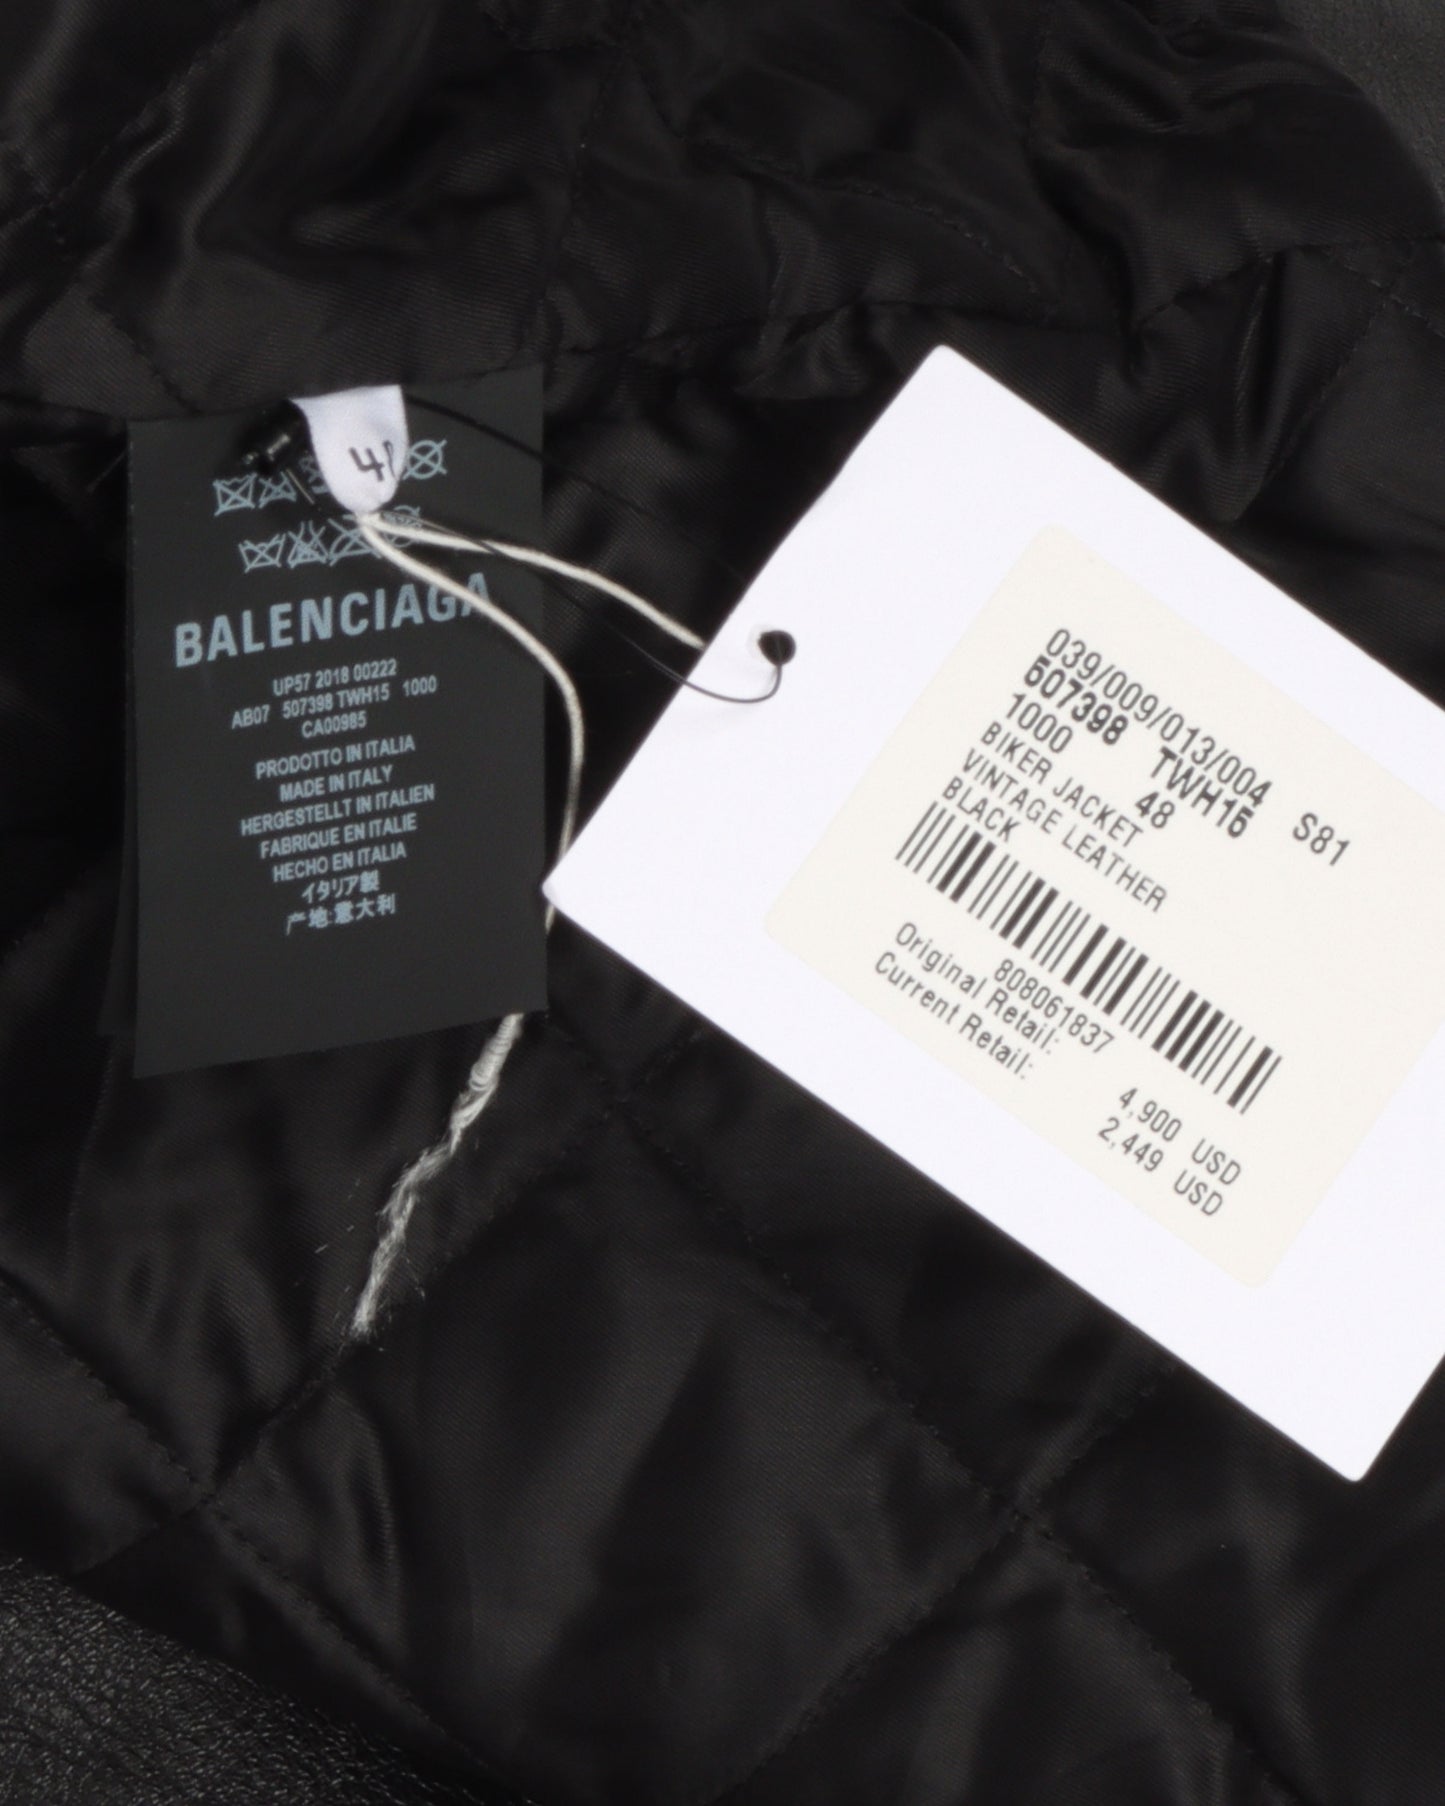 BALENCIAGA
UP57 2018 00222
AB07 507398 TWH15 1000
CA00985
PRODOTTO IN ITALIA
MADE IN ITALY
HERGESTELLT IN ITALIEN
FABRIQUE EN ITALIE
HECHO EN ITALIA
イタリア製
产地:意大利
039/009/013/004 S81
507398 TWH15
1000 48
BIKER JACKET
VINTAGE LEATHER
BLACK
808061837
Original Retail: 4,900 USD
Current Retail: 2,449 USD